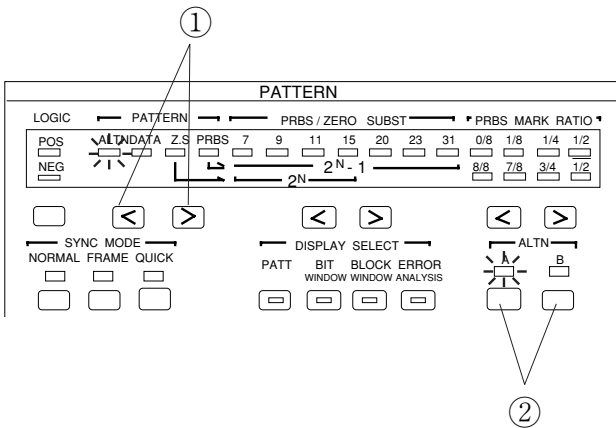 ①
PATTERN
LOGIC PATTERN PRBS / ZERO SUBST PRBS MARK RATIO
POS ALTN DATA Z.S PRBS 7 9 11 15 20 23 31 0/8 1/8 1/4 1/2
NEG 2N - 1 8/8 7/8 3/4 1/2
2N
< > < > < >
SYNC MODE DISPLAY SELECT ALTN
NORMAL FRAME QUICK PATT BIT WINDOW BLOCK WINDOW ERROR ANALYSIS A B
②